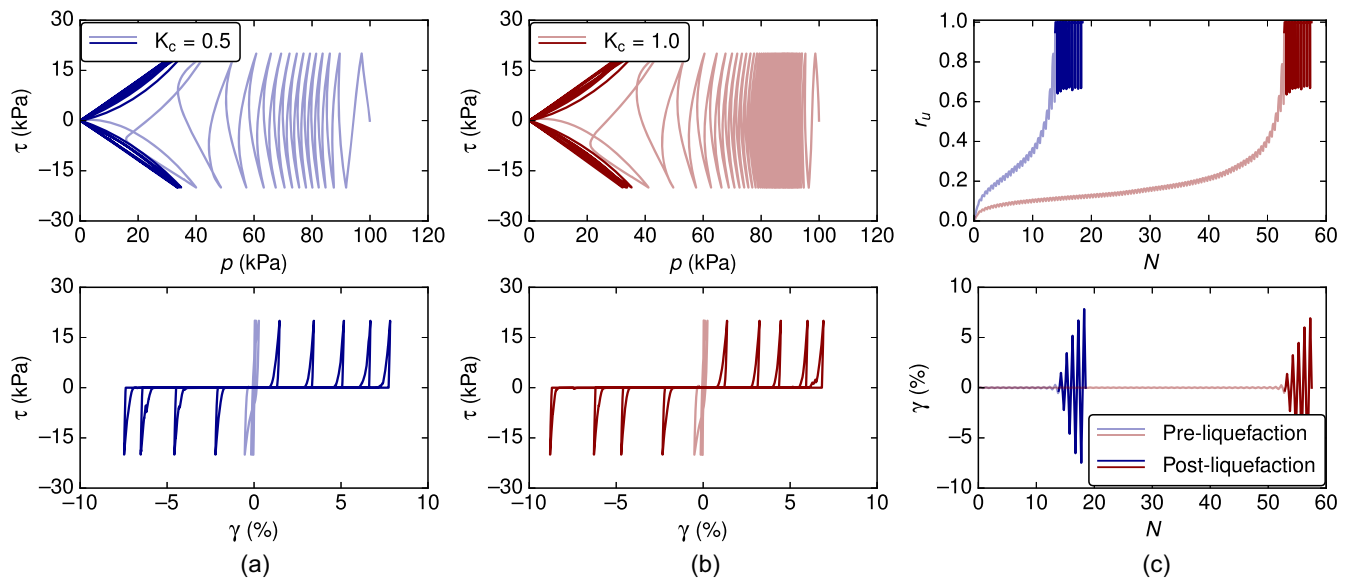 30
15
0
−15
−30
τ (kPa)
K_c = 0.5
0 20 40 60 80 100 120
p (kPa)
30
15
0
−15
−30
τ (kPa)
K_c = 1.0
0 20 40 60 80 100 120
p (kPa)
1.0
0.8
0.6
0.4
0.2
0.0
r_u
0 10 20 30 40 50 60
N
30
15
0
−15
−30
τ (kPa)
−10 −5 0 5 10
γ (%)
(a)
30
15
0
−15
−30
τ (kPa)
−10 −5 0 5 10
γ (%)
(b)
10
5
0
−5
−10
γ (%)
Pre-liquefaction
Post-liquefaction
0 10 20 30 40 50 60
N
(c)